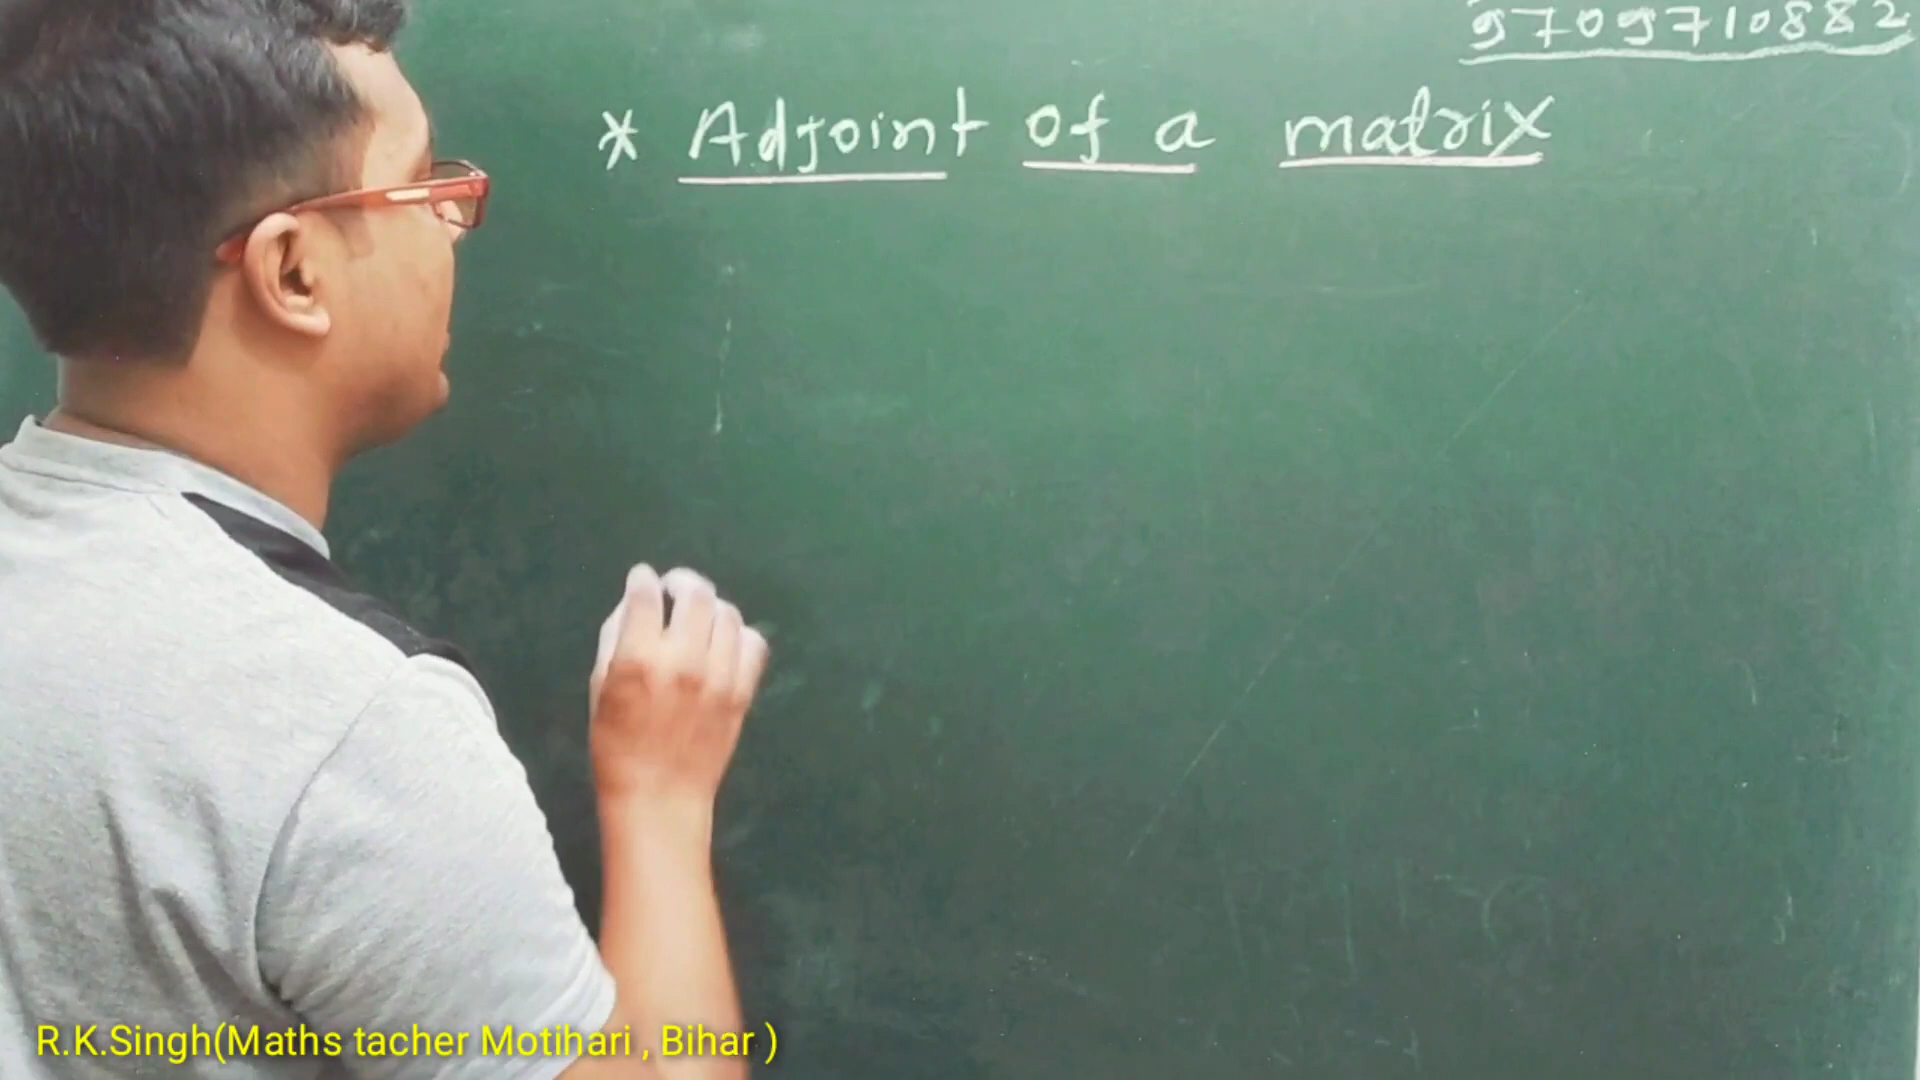 9709710882
* Adjoint of a matrix
R.K.Singh(Maths tacher Motihari , Bihar )